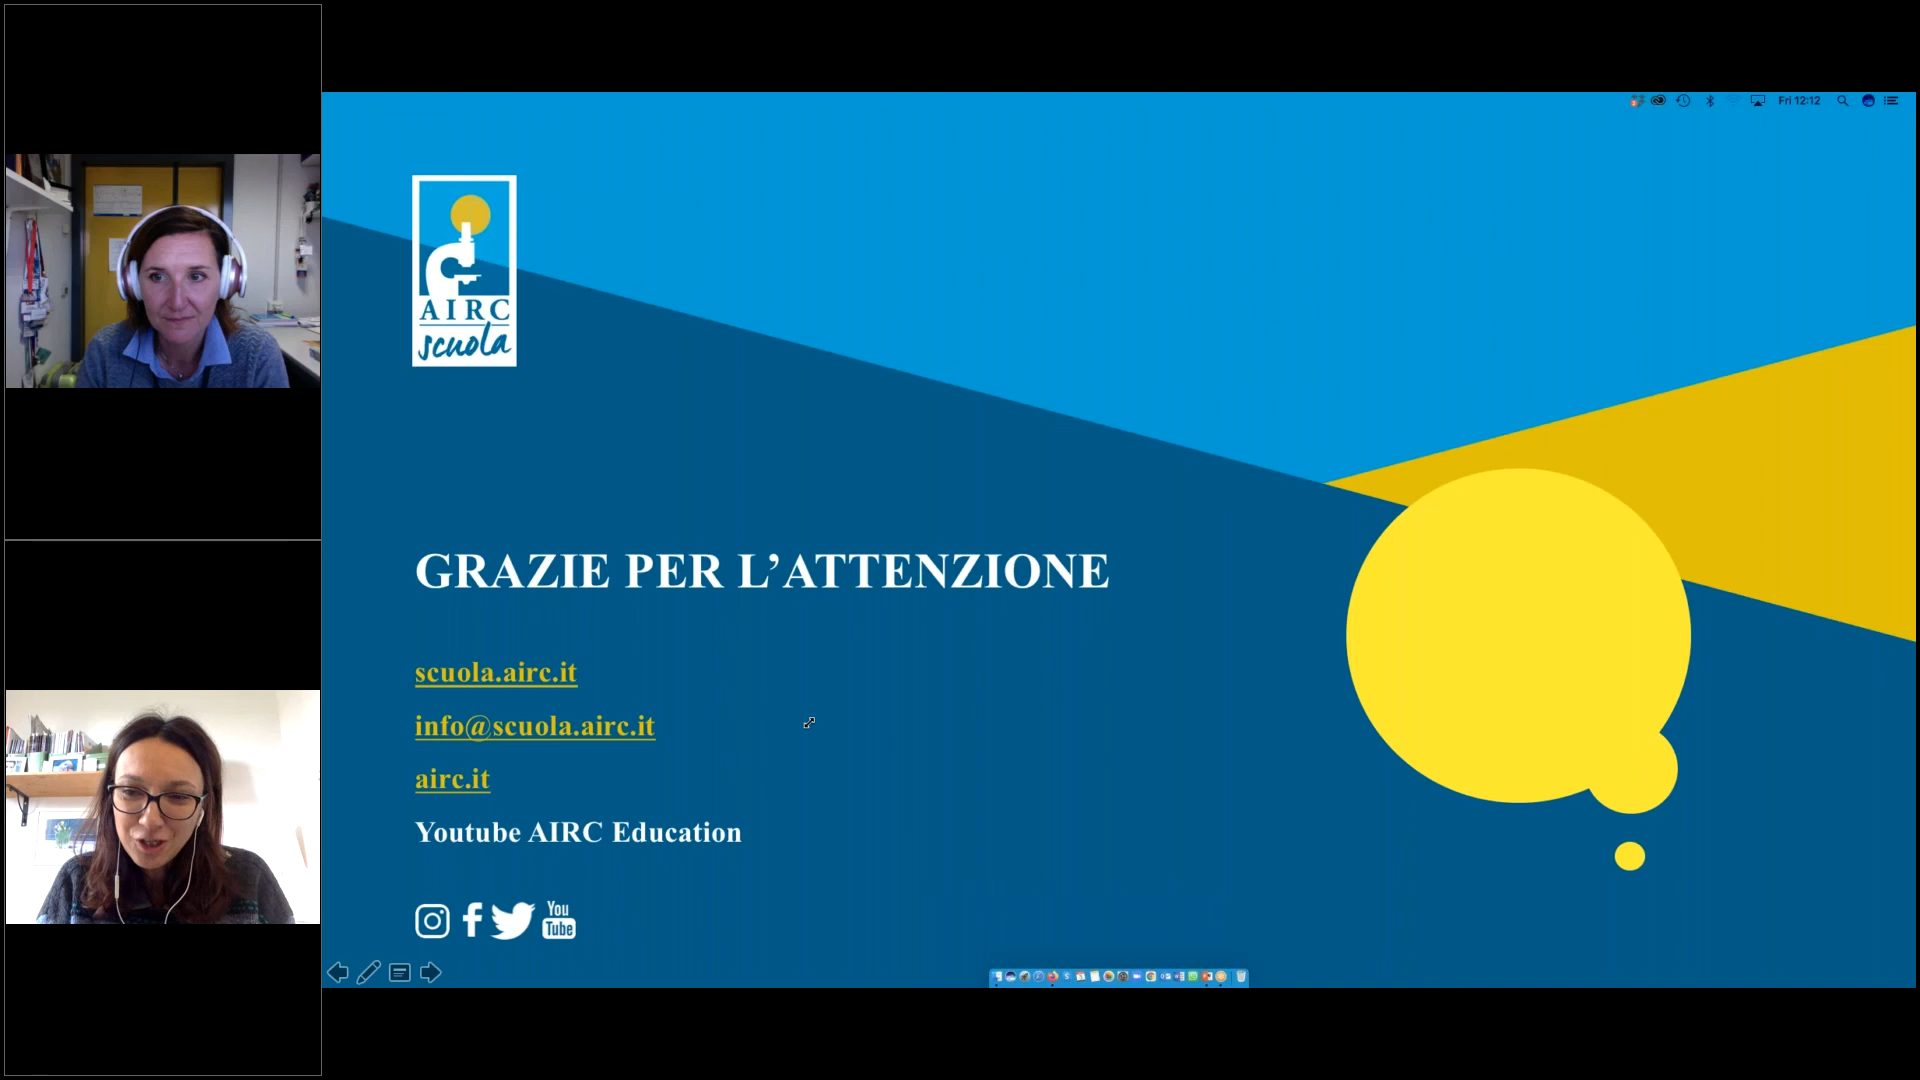 Fri 12:12
AIRC
scuola
GRAZIE PER L’ATTENZIONE
scuola.airc.it
info@scuola.airc.it
airc.it
Youtube AIRC Education
You
Tube